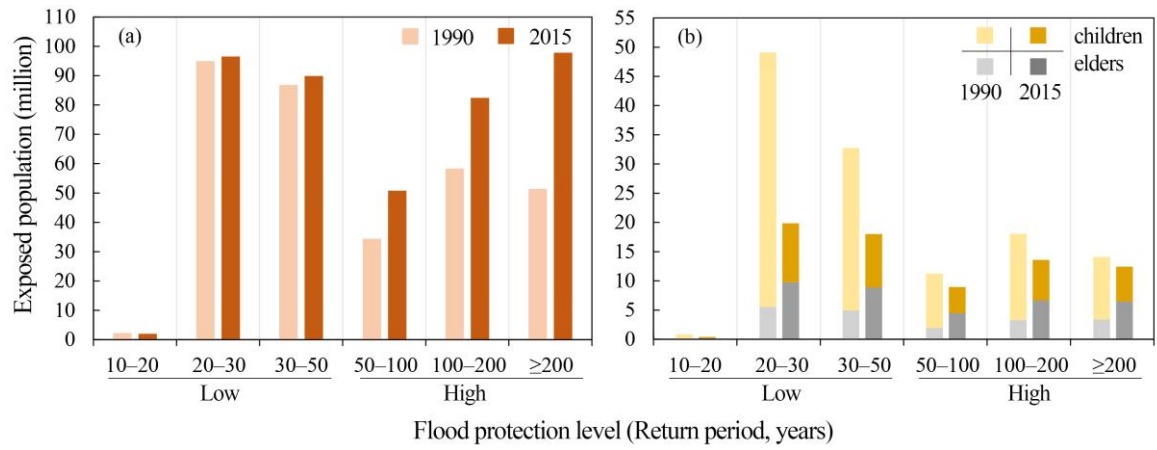 (a)
1990 2015
Exposed population (million)
110
100
90
80
70
60
50
40
30
20
10
0
10–20 20–30 30–50 50–100 100–200 ≥200
Low High
(b)
children
elders
1990 2015
55
50
45
40
35
30
25
20
15
10
5
0
10–20 20–30 30–50 50–100 100–200 ≥200
Low High
Flood protection level (Return period, years)